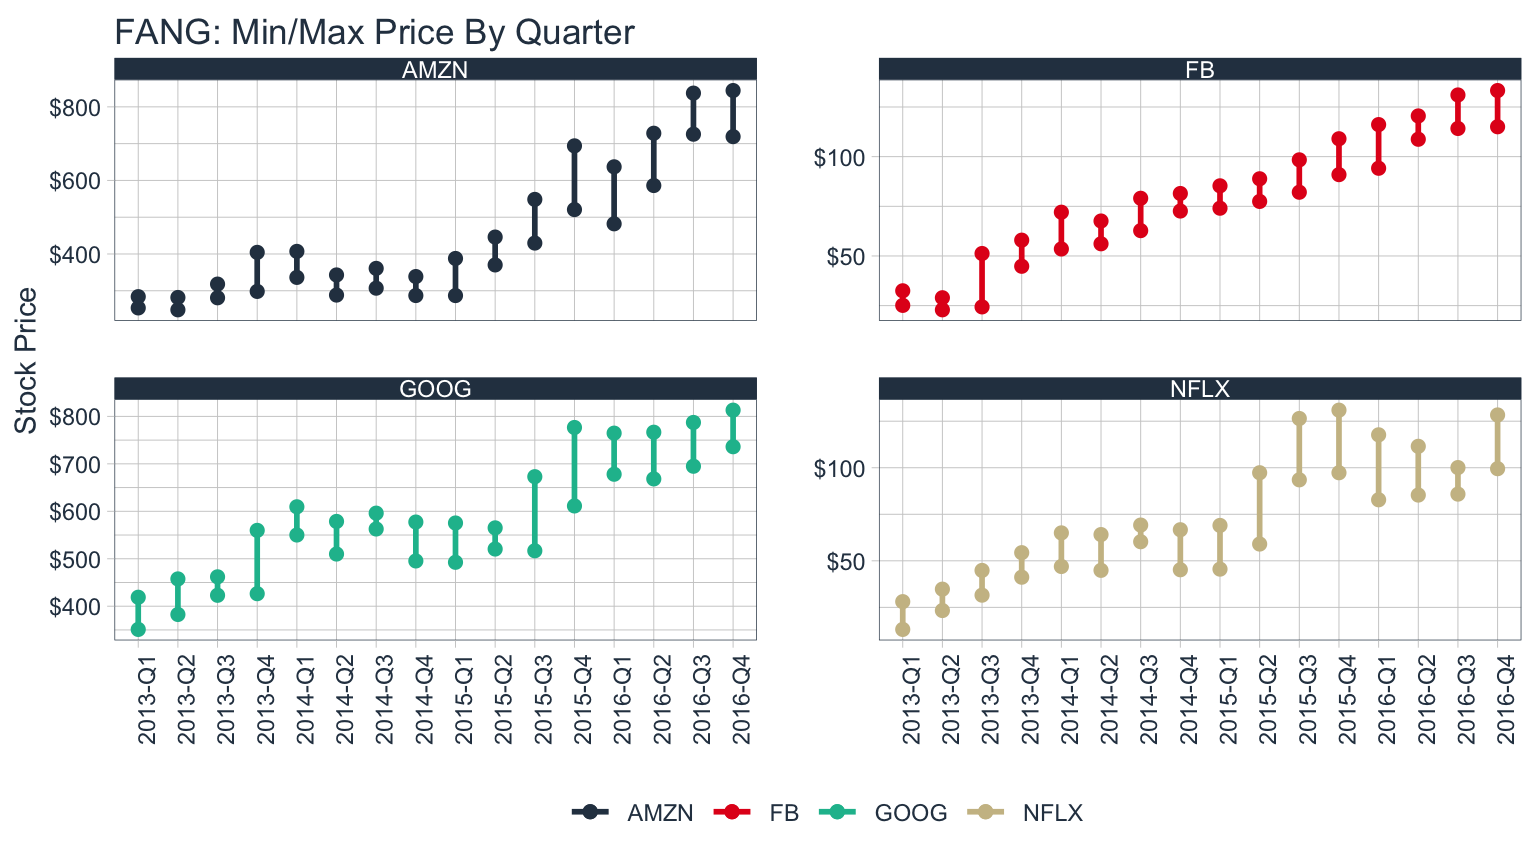 FANG: Min/Max Price By Quarter
AMZN
FB
$800
$600
$400
$100
$50
Stock Price
GOOG
NFLX
$800
$700
$600
$500
$400
$100
$50
2013-Q1
2013-Q2
2013-Q3
2013-Q4
2014-Q1
2014-Q2
2014-Q3
2014-Q4
2015-Q1
2015-Q2
2015-Q3
2015-Q4
2016-Q1
2016-Q2
2016-Q3
2016-Q4
2013-Q1
2013-Q2
2013-Q3
2013-Q4
2014-Q1
2014-Q2
2014-Q3
2014-Q4
2015-Q1
2015-Q2
2015-Q3
2015-Q4
2016-Q1
2016-Q2
2016-Q3
2016-Q4
AMZN FB GOOG NFLX